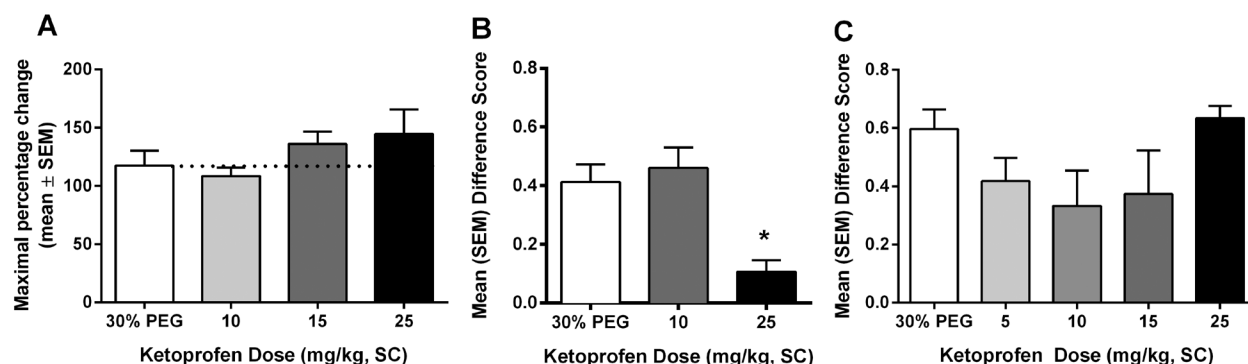 A
Maximal percentage change
(mean ± SEM)
200
150
100
50
0
30% PEG 10 15 25
Ketoprofen Dose (mg/kg, SC)
B
Mean (SEM) Difference Score
0.8
0.6
0.4
0.2
0.0
*
30% PEG 10 25
Ketoprofen Dose (mg/kg, SC)
C
Mean (SEM) Difference Score
0.8
0.6
0.4
0.2
0.0
30% PEG 5 10 15 25
Ketoprofen Dose (mg/kg, SC)